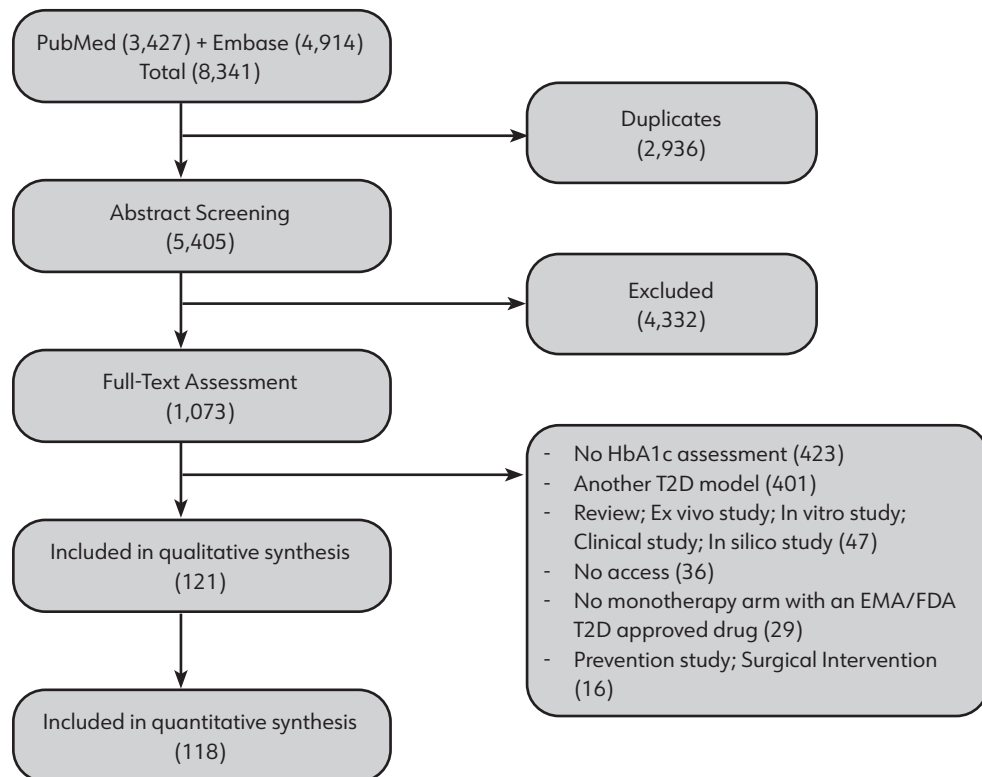 PubMed (3,427) + Embase (4,914)
Total (8,341)
Duplicates
(2,936)
Abstract Screening
(5,405)
Excluded
(4,332)
Full-Text Assessment
(1,073)
- No HbA1c assessment (423)
- Another T2D model (401)
- Review; Ex vivo study; In vitro study;
Clinical study; In silico study (47)
- No access (36)
- No monotherapy arm with an EMA/FDA
T2D approved drug (29)
- Prevention study; Surgical Intervention
(16)
Included in qualitative synthesis
(121)
Included in quantitative synthesis
(118)